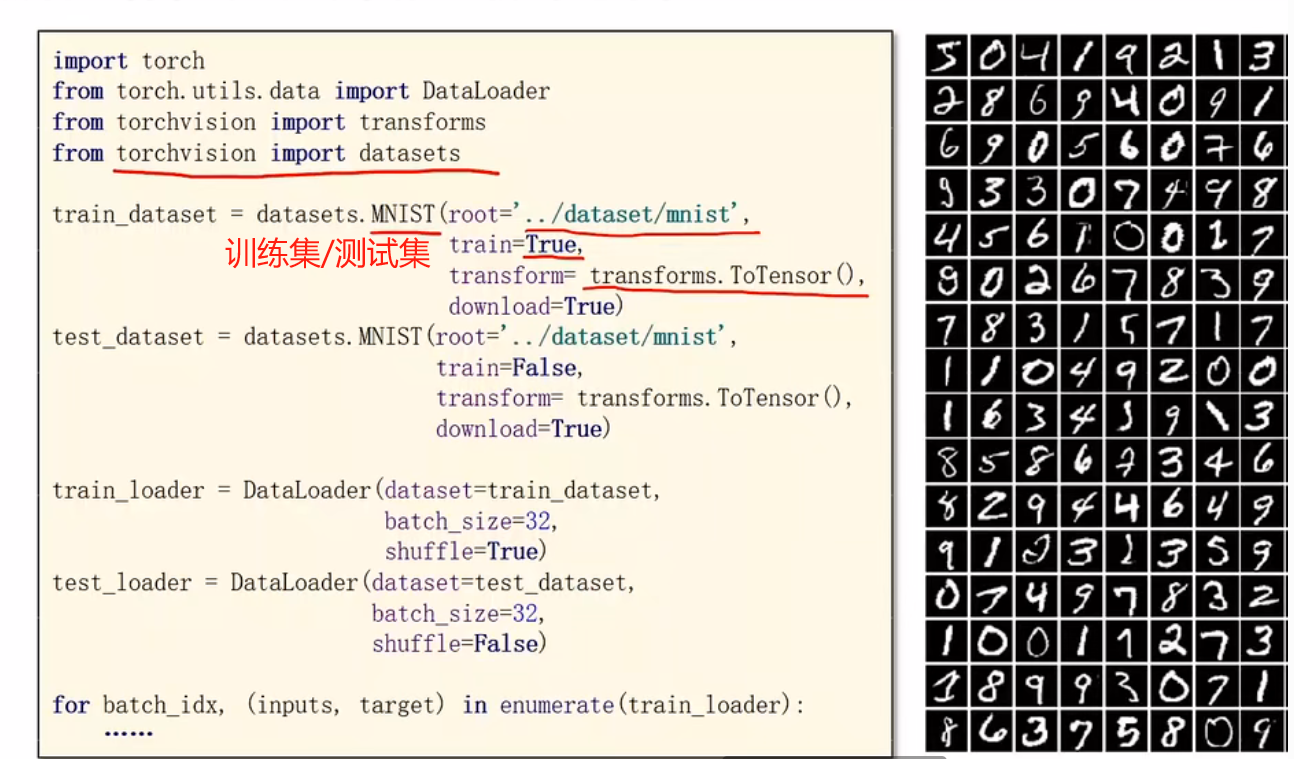 import torch
from torch.utils.data import DataLoader
from torchvision import transforms
from torchvision import datasets
train_dataset = datasets.MNIST(root='../dataset/mnist',
训练集/测试集
train=True,
transform= transforms.ToTensor(),
download=True)
test_dataset = datasets.MNIST(root='../dataset/mnist',
train=False,
transform= transforms.ToTensor(),
download=True)
train_loader = DataLoader(dataset=train_dataset,
batch_size=32,
shuffle=True)
test_loader = DataLoader(dataset=test_dataset,
batch_size=32,
shuffle=False)
for batch_idx, (inputs, target) in enumerate(train_loader):
......
5 0 4 1 9 2 1 3
2 8 6 9 4 0 9 1
6 9 0 5 6 0 7 6
9 3 3 0 7 4 9 8
4 5 6 1 0 0 1 7
9 0 2 6 7 8 3 9
7 8 3 1 5 7 1 7
1 1 0 4 9 2 0 0
1 6 3 4 3 9 1 3
8 5 8 6 7 3 4 6
8 2 9 4 4 6 4 9
9 1 3 1 3 5 9
0 7 4 9 7 8 3 2
1 0 0 1 1 2 7 3
1 8 9 9 3 0 7 1
8 6 3 7 5 8 0 9